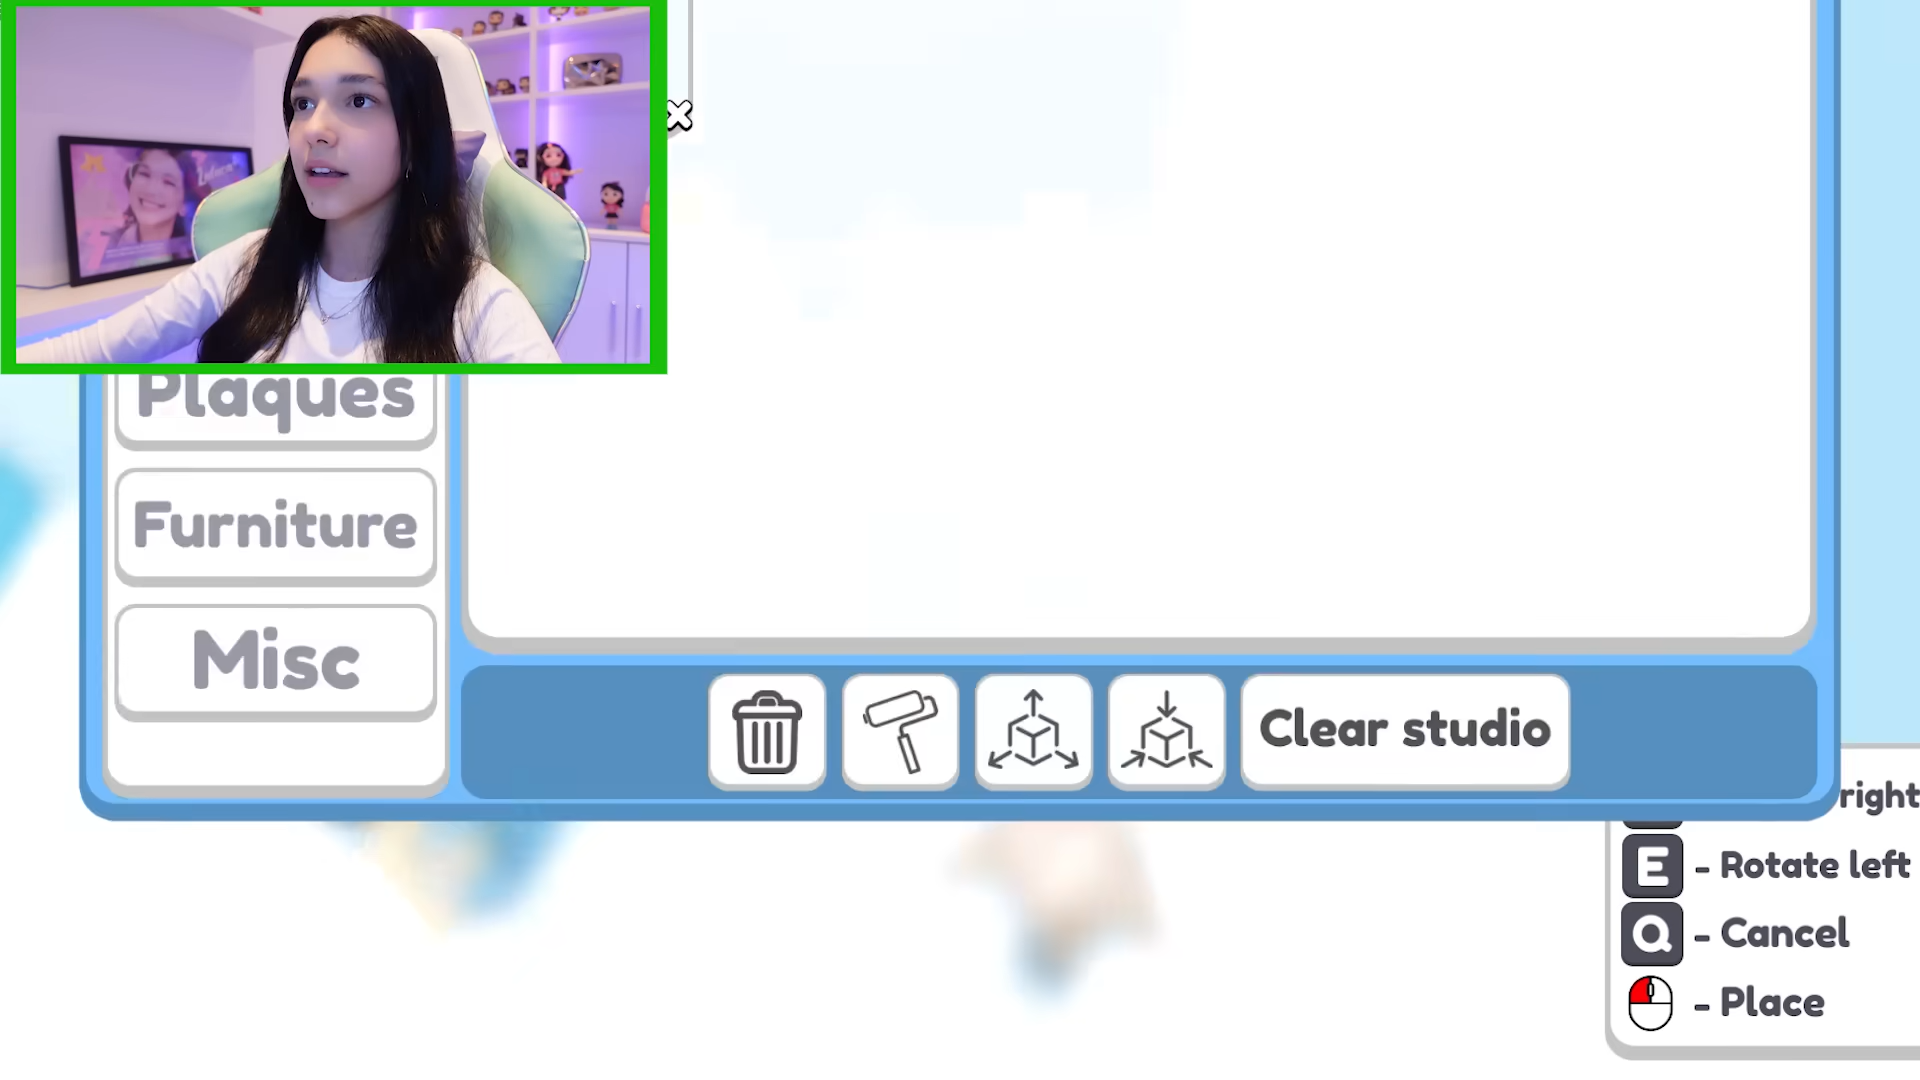 Plaques
Furniture
Misc
Clear studio
right
E - Rotate left
Q - Cancel
- Place